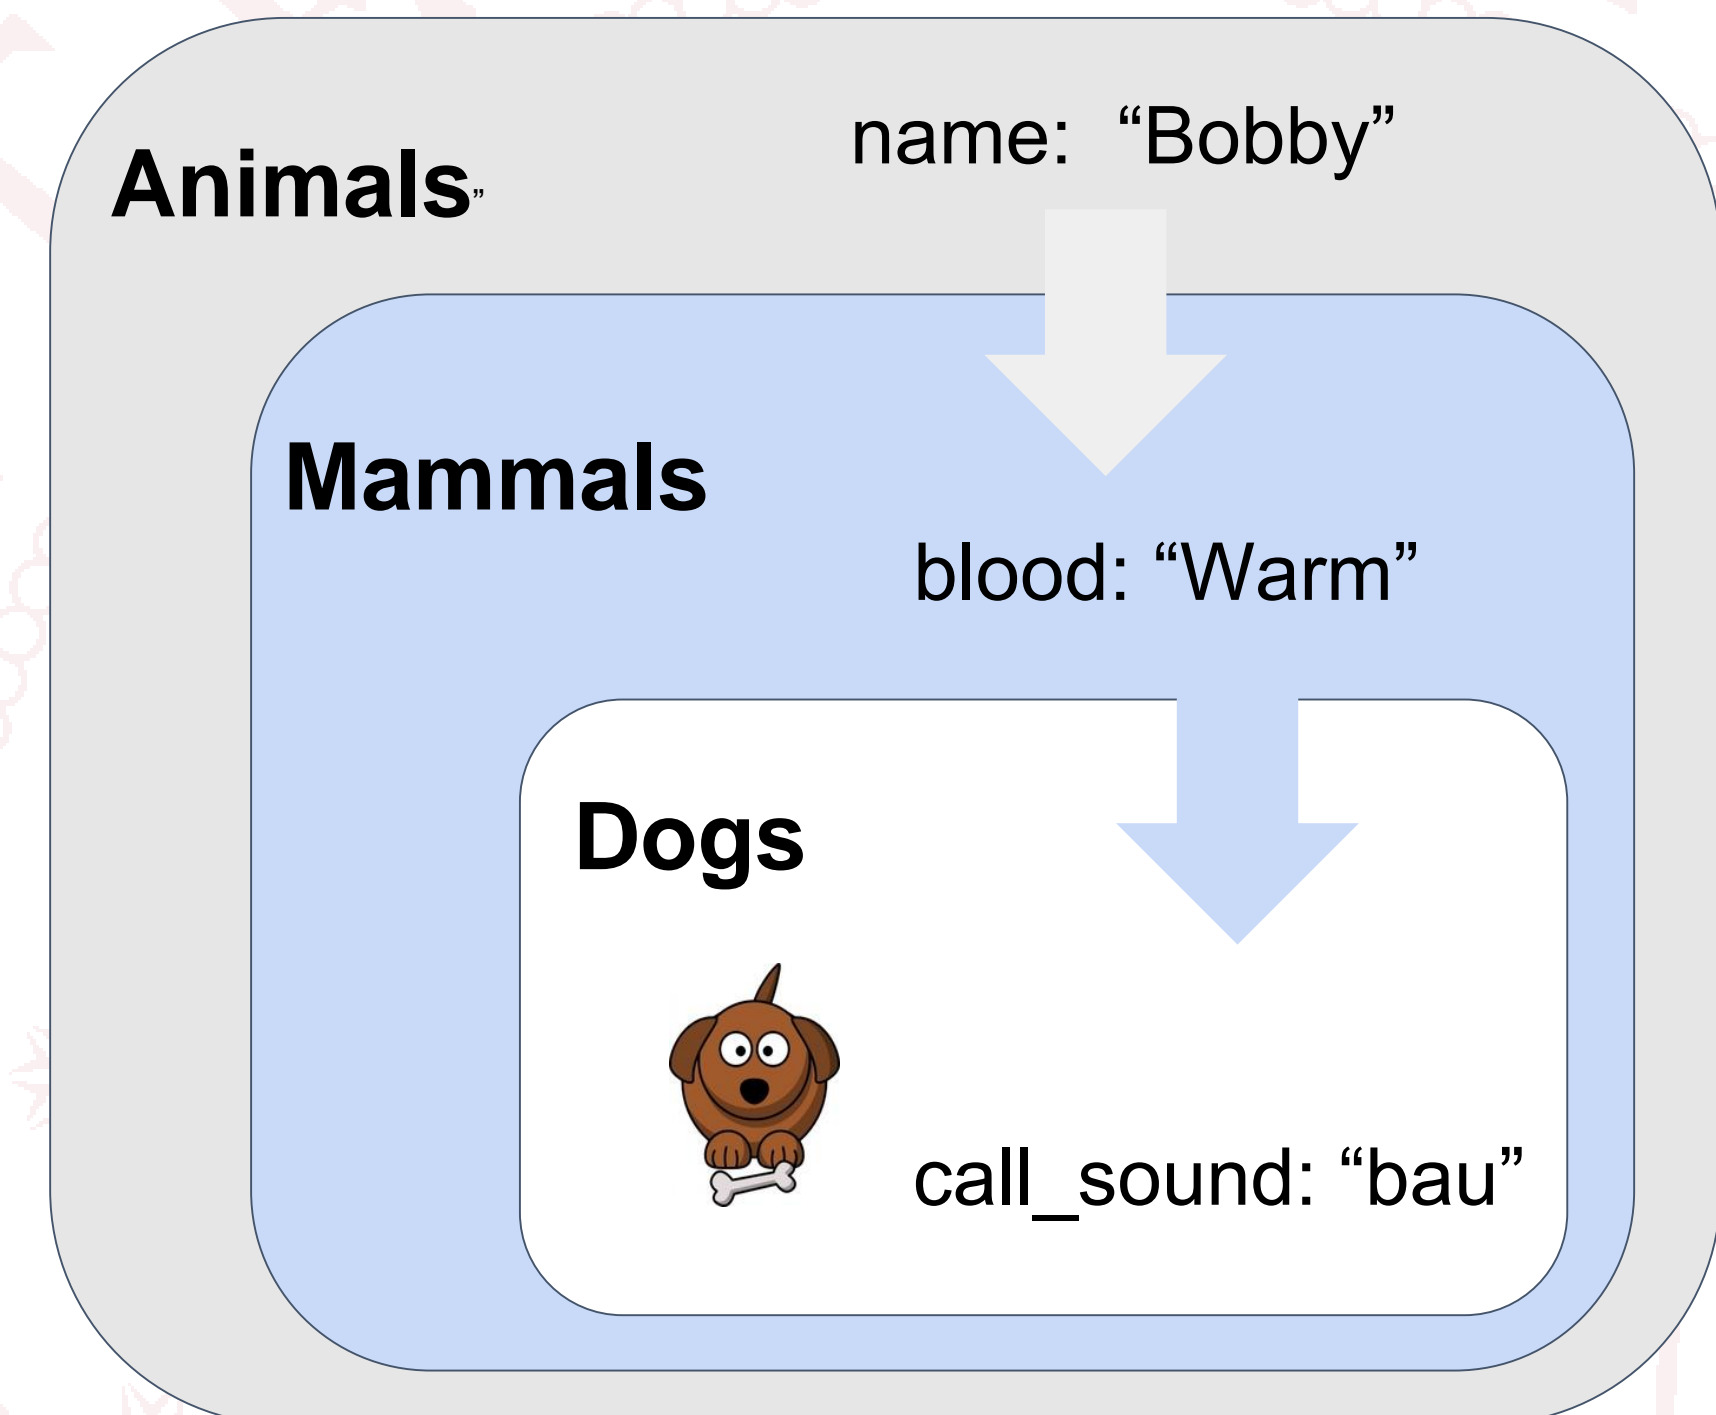 name:  “Bobby”
Animals”
Mammals
blood: “Warm”
Dogs
call_sound: “bau”